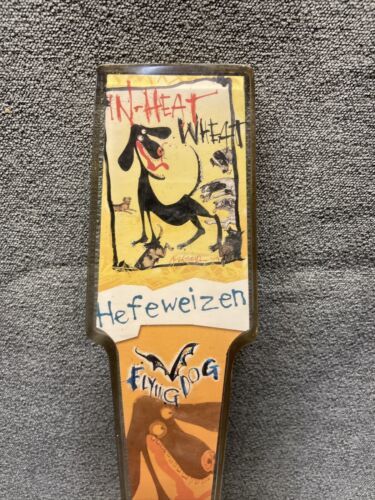 IN-HEAT
WHEAT
Hefeweizen
FLYING DOG